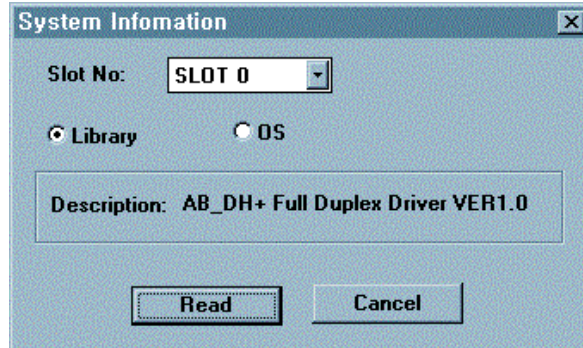 System Infomation
Slot No: SLOT 0
Library OS
Description: AB_DH+ Full Duplex Driver VER1.0
Read Cancel